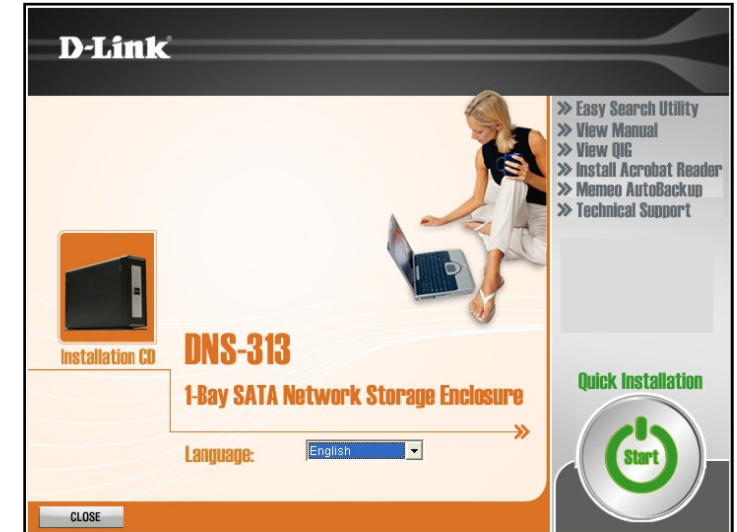 D-Link
» Easy Search Utility
» View Manual
» View QIG
» Install Acrobat Reader
» Memeo AutoBackup
» Technical Support
Installation CD
DNS-313
1-Bay SATA Network Storage Enclosure
Language: English
Quick Installation
Start
CLOSE